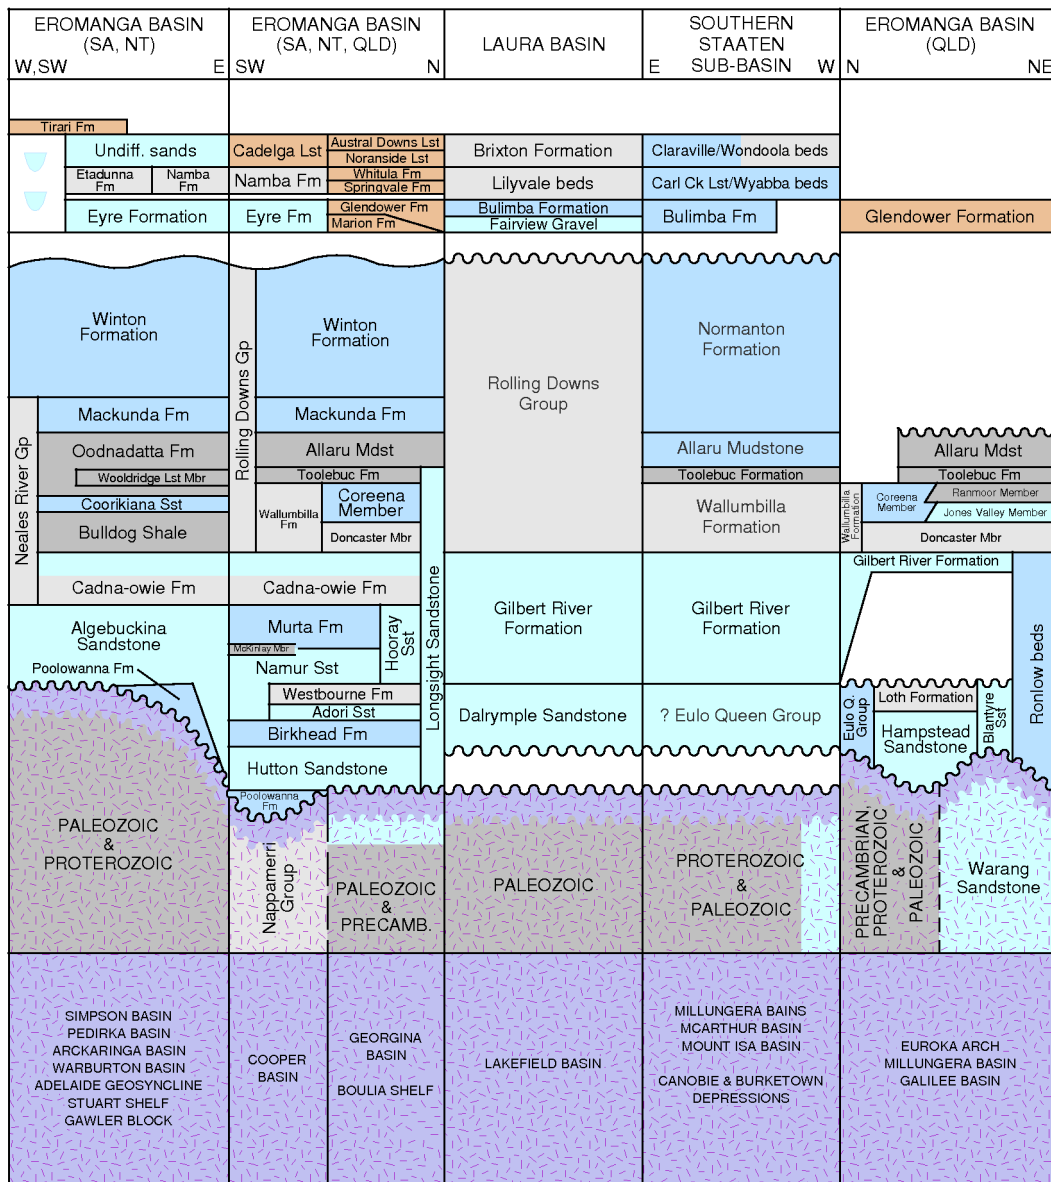 EROMANGA BASIN
(SA, NT)
W, SW
E
EROMANGA BASIN
(SA, NT, QLD)
SW
N
LAURA BASIN
SOUTHERN
STAATEN
SUB-BASIN
E
W
EROMANGA BASIN
(QLD)
N
NE
Tirari Fm
Undiff. sands
Etadunna
Fm
Namba
Fm
Eyre Formation
Cadelga Lst
Austral Downs Lst
Noranside Lst
Namba Fm
Whitula Fm
Springvale Fm
Eyre Fm
Glendower Fm
Marion Fm
Brixton Formation
Lilyvale beds
Bulimba Formation
Fairview Gravel
Claraville/Wondoola beds
Carl Ck Lst/Wyabba beds
Bulimba Fm
Glendower Formation
Winton
Formation
Neales River Gp
Mackunda Fm
Oodnadatta Fm
Wooldridge Lst Mbr
Coorikiana Sst
Bulldog Shale
Cadna-owie Fm
Algebuckina
Sandstone
Poolowanna Fm
Rolling Downs Gp
Winton
Formation
Mackunda Fm
Allaru Mdst
Toolebuc Fm
Wallumbilla
Fm
Coreena
Member
Doncaster Mbr
Cadna-owie Fm
Murta Fm
McKinlay Mbr
Namur Sst
Hooray
Sst
Longsight Sandstone
Westbourne Fm
Adori Sst
Birkhead Fm
Hutton Sandstone
Poolowanna
Fm
Rolling Downs
Group
Gilbert River
Formation
Dalrymple Sandstone
Normanton
Formation
Allaru Mudstone
Toolebuc Formation
Wallumbilla
Formation
Gilbert River
Formation
? Eulo Queen Group
Allaru Mdst
Toolebuc Fm
Wallumbilla
Formation
Coreena
Member
Ranmoor Member
Jones Valley Member
Doncaster Mbr
Gilbert River Formation
Ronlow beds
Eulo Q.
Group
Loth Formation
Hampstead
Sandstone
Blantyre
Sst
PALEOZOIC
&
PROTEROZOIC
Nappamerri
Group
PALEOZOIC
&
PRECAMB.
PALEOZOIC
PROTEROZOIC
&
PALEOZOIC
PRECAMBRIAN,
PROTEROZOIC
&
PALEOZOIC
Warang
Sandstone
SIMPSON BASIN
PEDIRKA BASIN
ARCKARINGA BASIN
WARBURTON BASIN
ADELAIDE GEOSYNCLINE
STUART SHELF
GAWLER BLOCK
COOPER
BASIN
GEORGINA
BASIN
BOULIA SHELF
LAKEFIELD BASIN
MILLUNGERA BAINS
MCARTHUR BASIN
MOUNT ISA BASIN
CANOBIE & BURKETOWN
DEPRESSIONS
EUROKA ARCH
MILLUNGERA BASIN
GALILEE BASIN